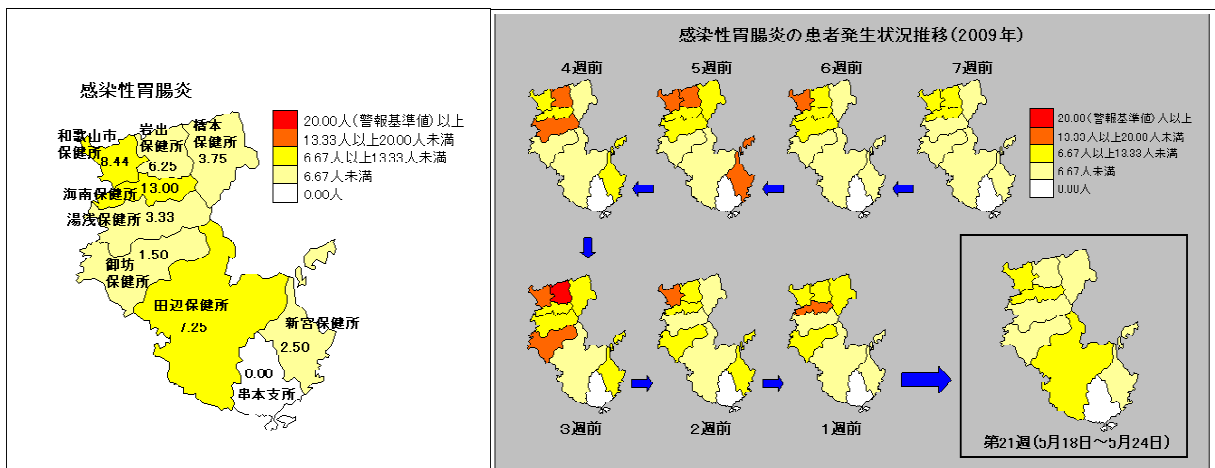 感染性胃腸炎
20.00人(警報基準値)以上
13.33人以上20.00人未満
6.67人以上13.33人未満
6.67人未満
0.00人
和歌山市
保健所
8.44
岩出
保健所
6.25
橋本
保健所
3.75
海南保健所
13.00
湯浅保健所
3.33
御坊
保健所
1.50
田辺保健所
7.25
新宮保健所
2.50
0.00
串本支所
感染性胃腸炎の患者発生状況推移(2009年)
4週前
5週前
6週前
7週前
20.00(警報基準値)人以上
13.33人以上20.00人未満
6.67人以上13.33人未満
6.67人未満
0.00人
3週前
2週前
1週前
第21週(5月18日～5月24日)